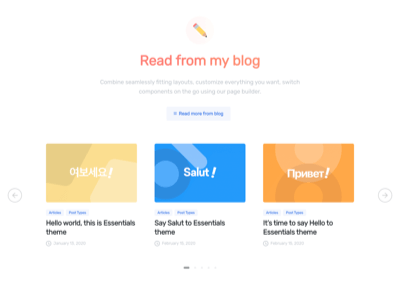 Read from my blog
Combine seamlessly fitting layouts, customize everything you want, switch
components on the go using our page builder.
Read more from blog
여보세요!
Salut!
Привет!
Articles Post Types
Articles Post Types
Articles Post Types
Hello world, this is Essentials
theme
Say Salut to Essentials
theme
It's time to say Hello to
Essentials theme
January 15, 2020
February 18, 2020
February 18, 2020